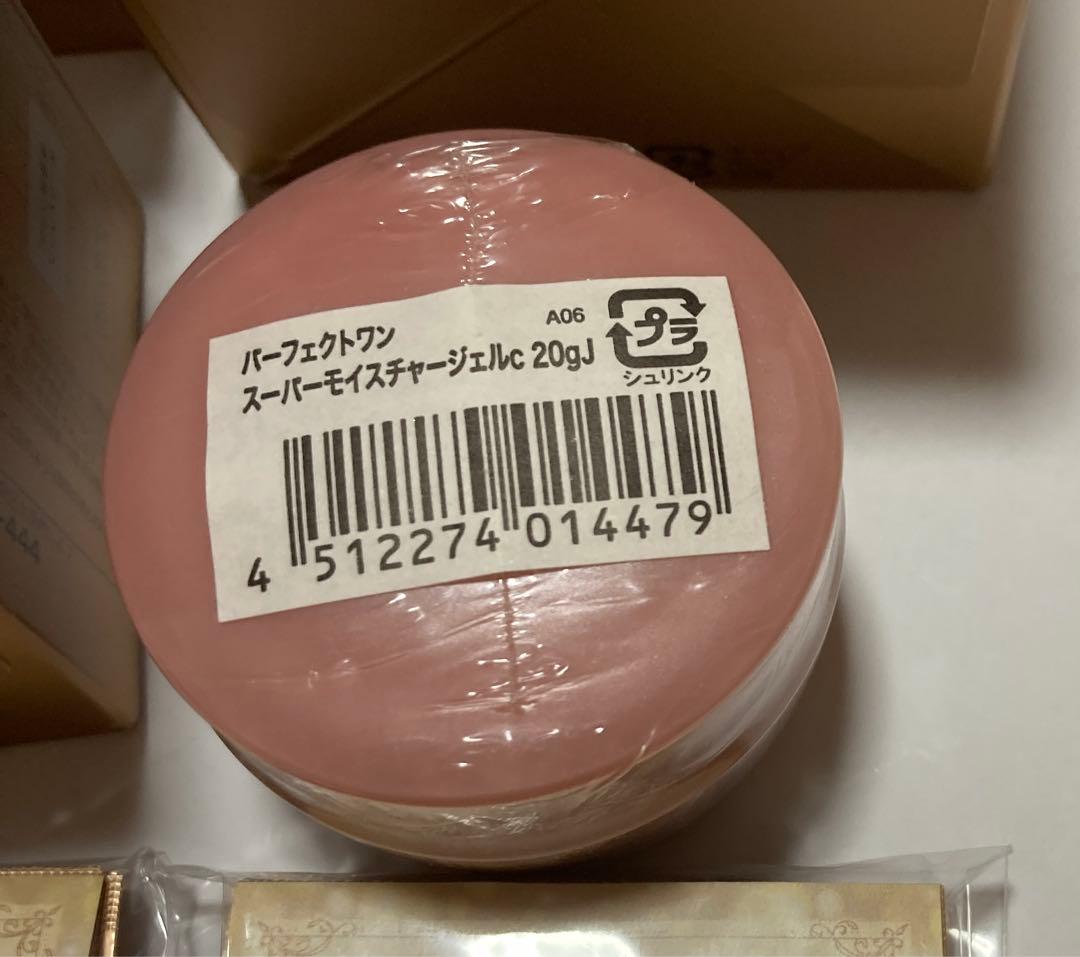 パーフェクトワン
スーパーモイスチャージェルc 20gJ
A06
プラ
シュリンク
4 512274 014479
-444